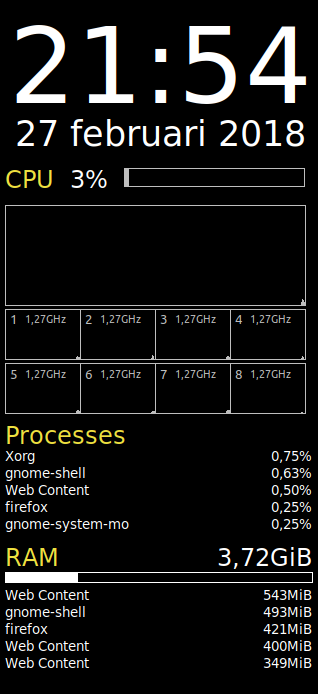 21:54
27 februari 2018
CPU 3%
1 1,27GHz 2 1,27GHz 3 1,27GHz 4 1,27GHz
5 1,27GHz 6 1,27GHz 7 1,27GHz 8 1,27GHz
Processes
Xorg 0,75%
gnome-shell 0,63%
Web Content 0,50%
firefox 0,25%
gnome-system-mo 0,25%
RAM 3,72GiB
Web Content 543MiB
gnome-shell 493MiB
firefox 421MiB
Web Content 400MiB
Web Content 349MiB